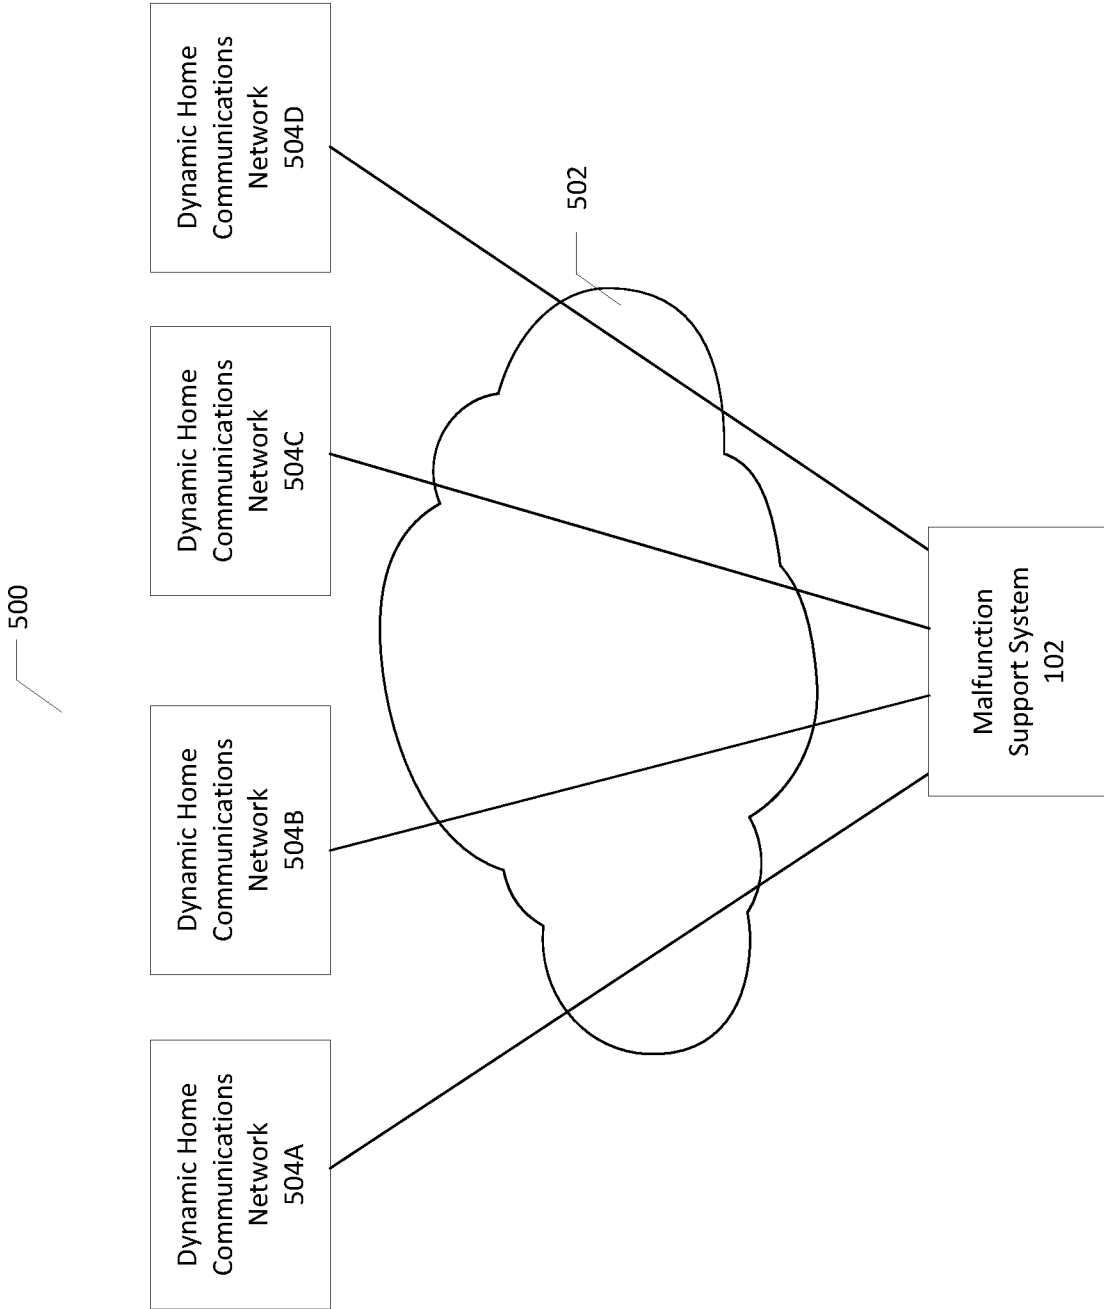 500
Dynamic Home
Communications
Network
504A
Dynamic Home
Communications
Network
504B
Dynamic Home
Communications
Network
504C
Dynamic Home
Communications
Network
504D
502
Malfunction
Support System
102